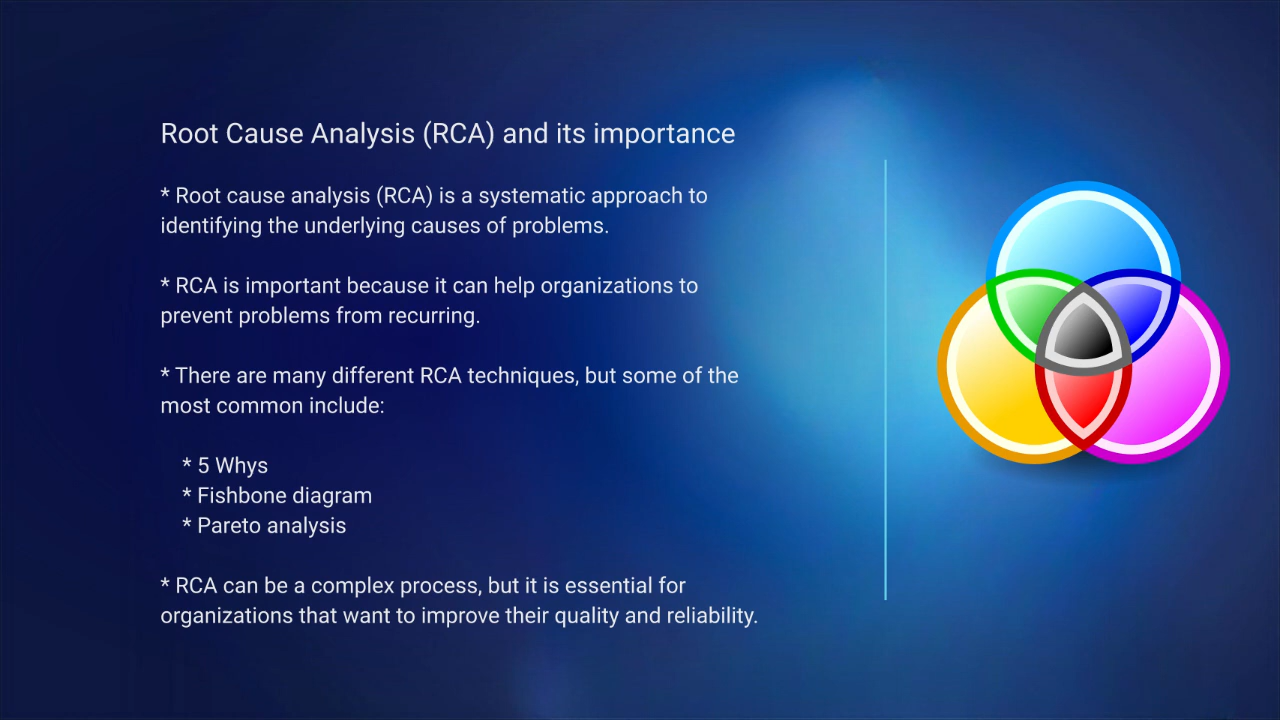 Root Cause Analysis (RCA) and its importance
* Root cause analysis (RCA) is a systematic approach to
identifying the underlying causes of problems.
* RCA is important because it can help organizations to
prevent problems from recurring.
* There are many different RCA techniques, but some of the
most common include:
* 5 Whys
* Fishbone diagram
* Pareto analysis
* RCA can be a complex process, but it is essential for
organizations that want to improve their quality and reliability.